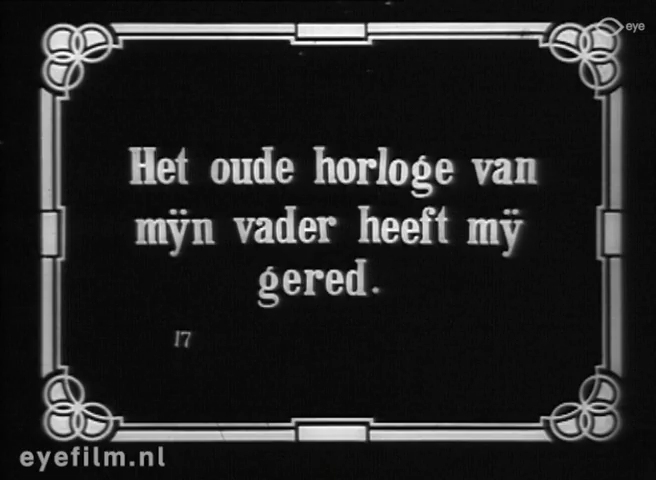 eye
Het oude horloge van
mÿn vader heeft mÿ
gered.
17
eyefilm.nl